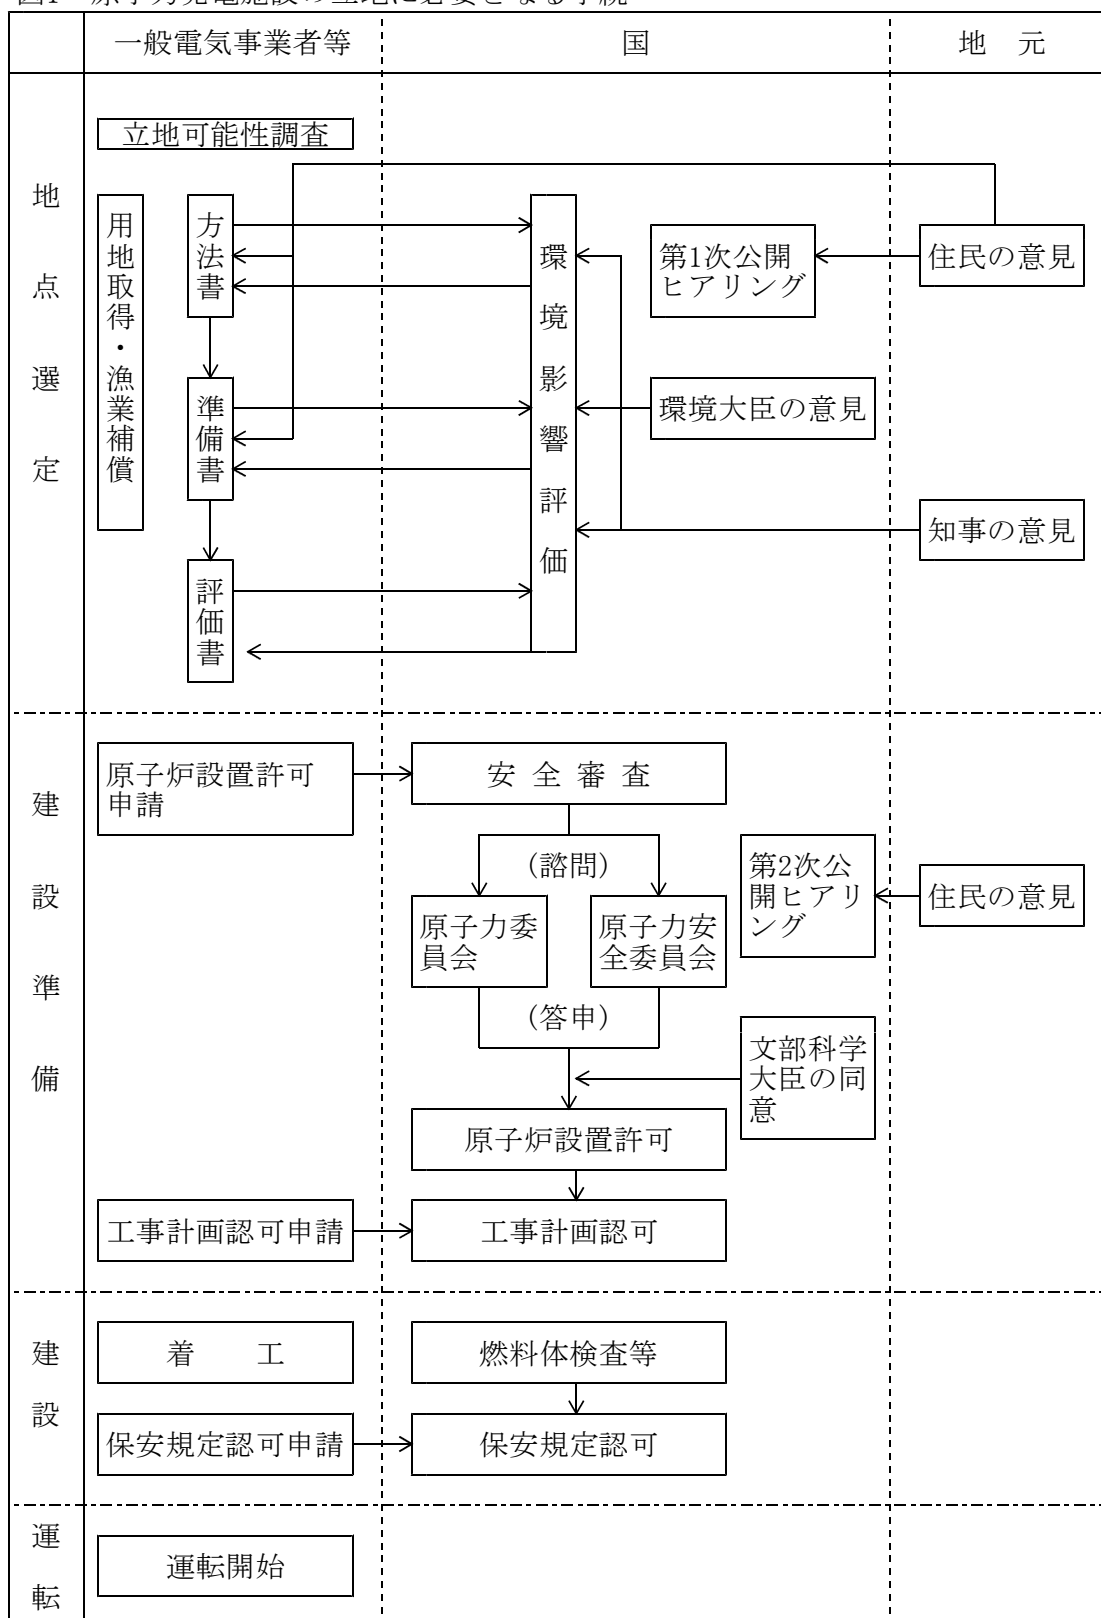 図1 原子力発電施設の立地に必要となる手続
一般電気事業者等
国
地 元
地点選定
立地可能性調査
用地取得・漁業補償
方法書
準備書
評価書
環境影響評価
第1次公開
ヒアリング
住民の意見
環境大臣の意見
知事の意見
建設準備
原子炉設置許可
申請
安 全 審 査
(諮問)
原子力委
員会
原子力安
全委員会
(答申)
第2次公
開ヒアリ
ング
住民の意見
文部科学
大臣の同
意
原子炉設置許可
工事計画認可申請
工事計画認可
建設
着 工
燃料体検査等
保安規定認可申請
保安規定認可
運転
運転開始